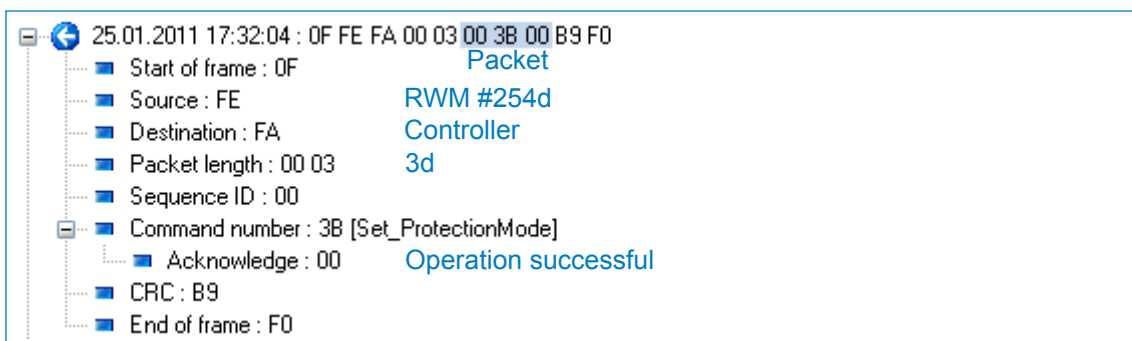 25.01.2011 17:32:04 : 0F FE FA 00 03 00 3B 00 B9 F0
Packet
Start of frame : 0F
Source : FE RWM #254d
Destination : FA Controller
Packet length : 00 03 3d
Sequence ID : 00
Command number : 3B [Set_ProtectionMode]
Acknowledge : 00 Operation successful
CRC : B9
End of frame : F0